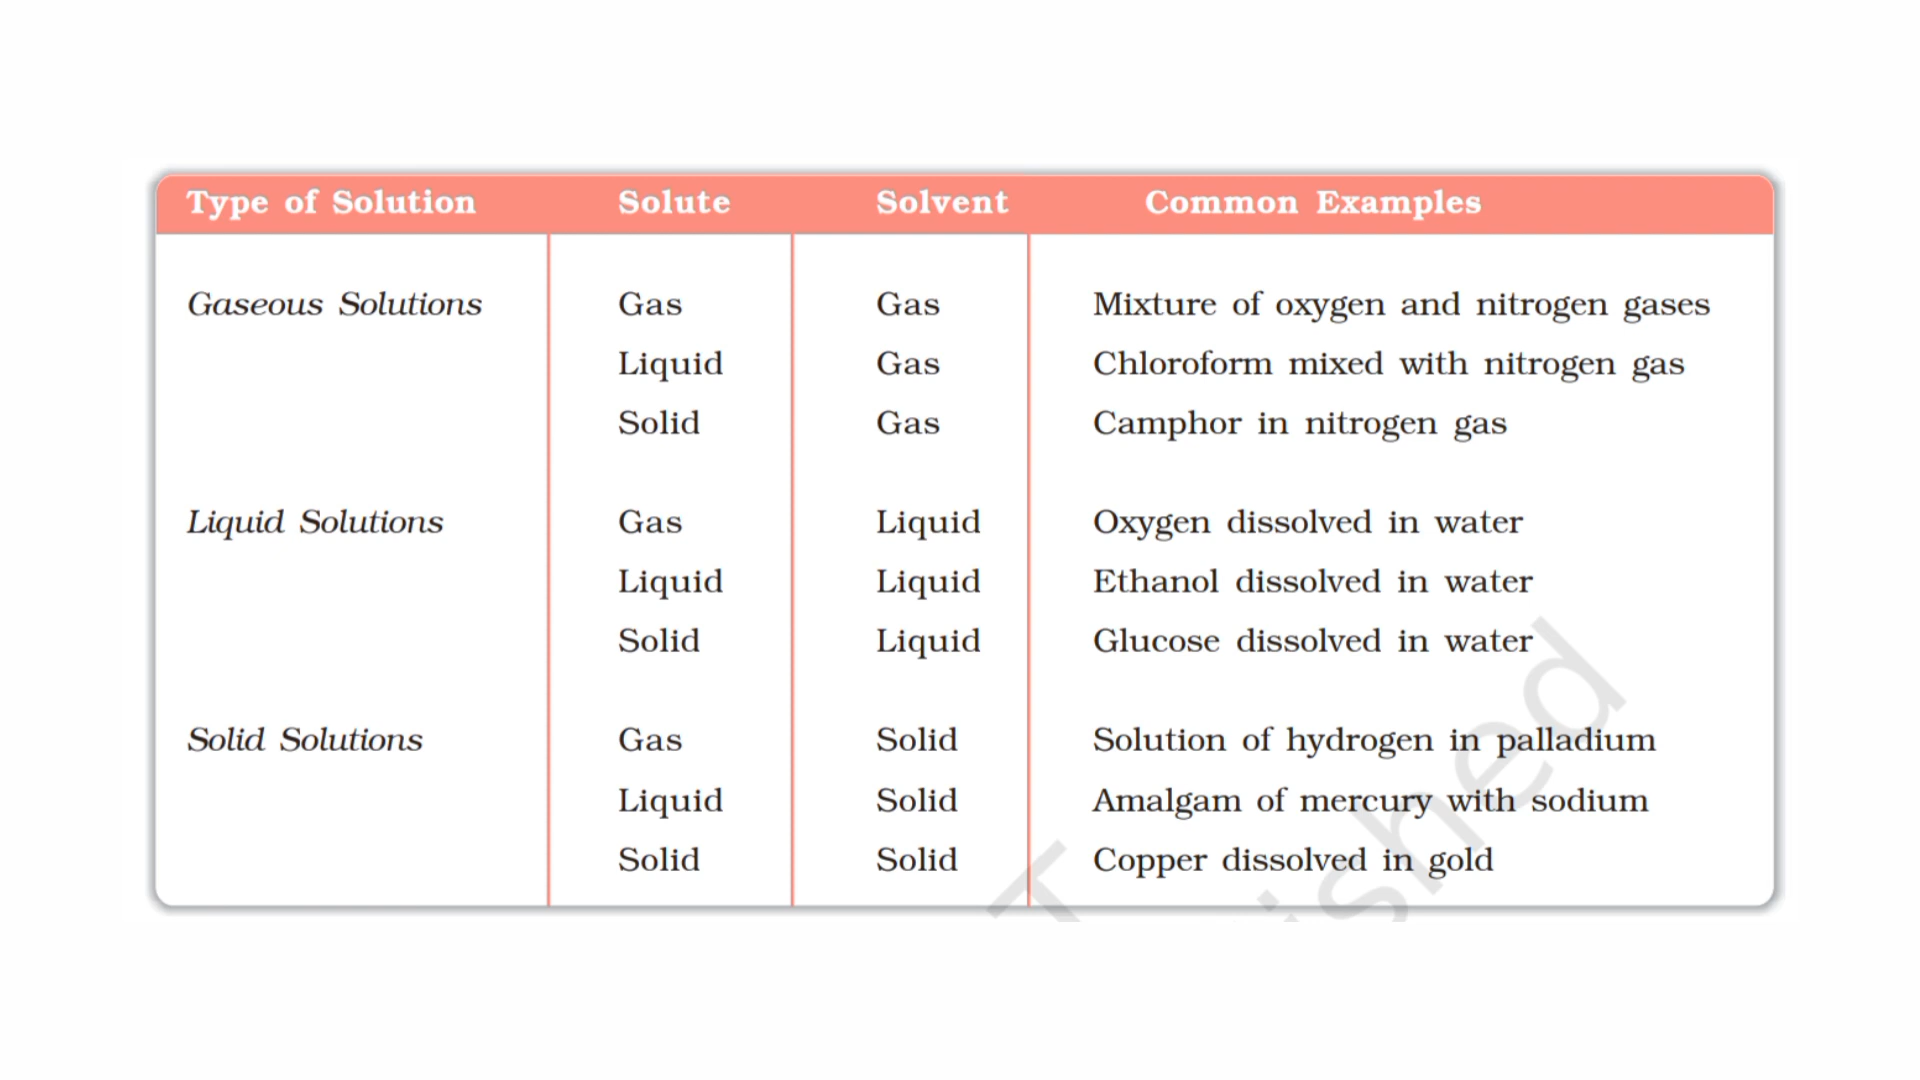 Type of Solution Solute Solvent Common Examples
Gaseous Solutions Gas Gas Mixture of oxygen and nitrogen gases
Liquid Gas Chloroform mixed with nitrogen gas
Solid Gas Camphor in nitrogen gas
Liquid Solutions Gas Liquid Oxygen dissolved in water
Liquid Liquid Ethanol dissolved in water
Solid Liquid Glucose dissolved in water
Solid Solutions Gas Solid Solution of hydrogen in palladium
Liquid Solid Amalgam of mercury with sodium
Solid Solid Copper dissolved in gold